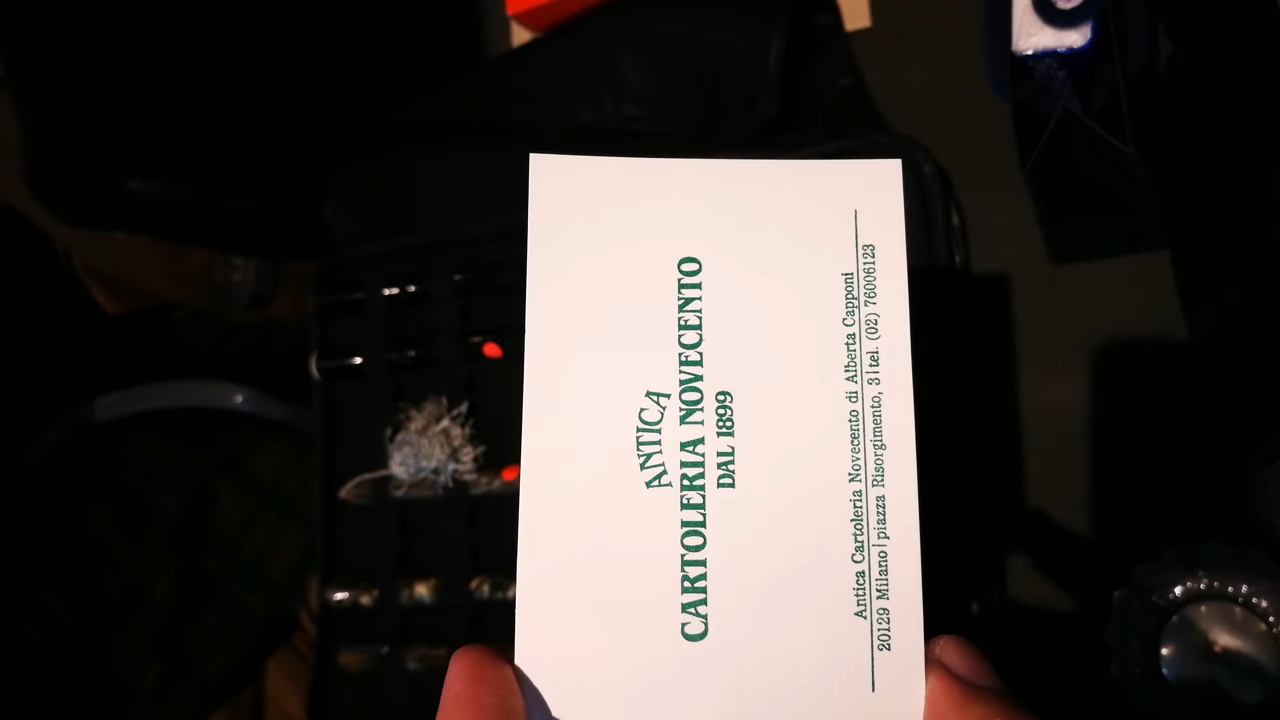 ANTICA
CARTOLERIA NOVECENTO
DAL 1899
Antica Cartoleria Novecento di Alberta Capponi
20129 Milano | piazza Risorgimento, 3 | tel. (02) 76006123